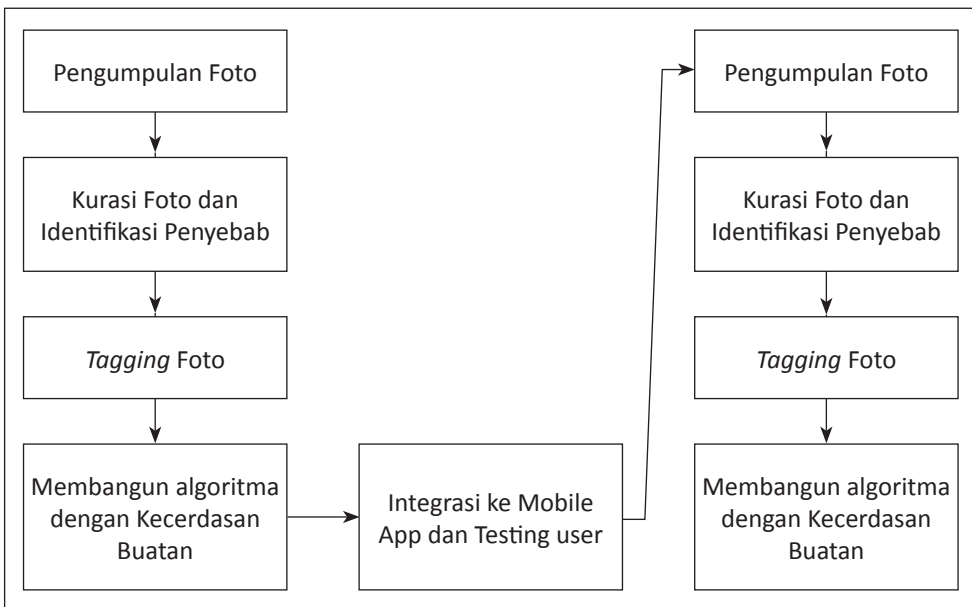 Pengumpulan Foto
Kurasi Foto dan
Identifikasi Penyebab
Tagging Foto
Membangun algoritma
dengan Kecerdasan
Buatan
Integrasi ke Mobile
App dan Testing user
Pengumpulan Foto
Kurasi Foto dan
Identifikasi Penyebab
Tagging Foto
Membangun algoritma
dengan Kecerdasan
Buatan